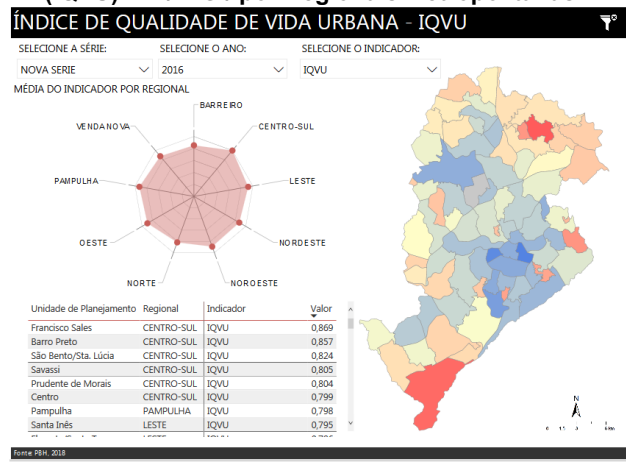 ÍNDICE DE QUALIDADE DE VIDA URBANA - IQVU
SELECIONE A SÉRIE: SELECIONE O ANO: SELECIONE O INDICADOR:
NOVA SERIE 2016 IQVU
MÉDIA DO INDICADOR POR REGIONAL
BARREIRO
VENDA NOVA CENTRO-SUL
PAMPULHA LESTE
OESTE NORDESTE
NORTE NOROESTE
Unidade de Planejamento Regional Indicador Valor
Francisco Sales CENTRO-SUL IQVU 0,869
Barro Preto CENTRO-SUL IQVU 0,857
São Bento/Sta. Lúcia CENTRO-SUL IQVU 0,824
Savassi CENTRO-SUL IQVU 0,805
Prudente de Morais CENTRO-SUL IQVU 0,804
Centro CENTRO-SUL IQVU 0,799
Pampulha PAMPULHA IQVU 0,798
Santa Inês LESTE IQVU 0,795
N
Fonte: PBH, 2018